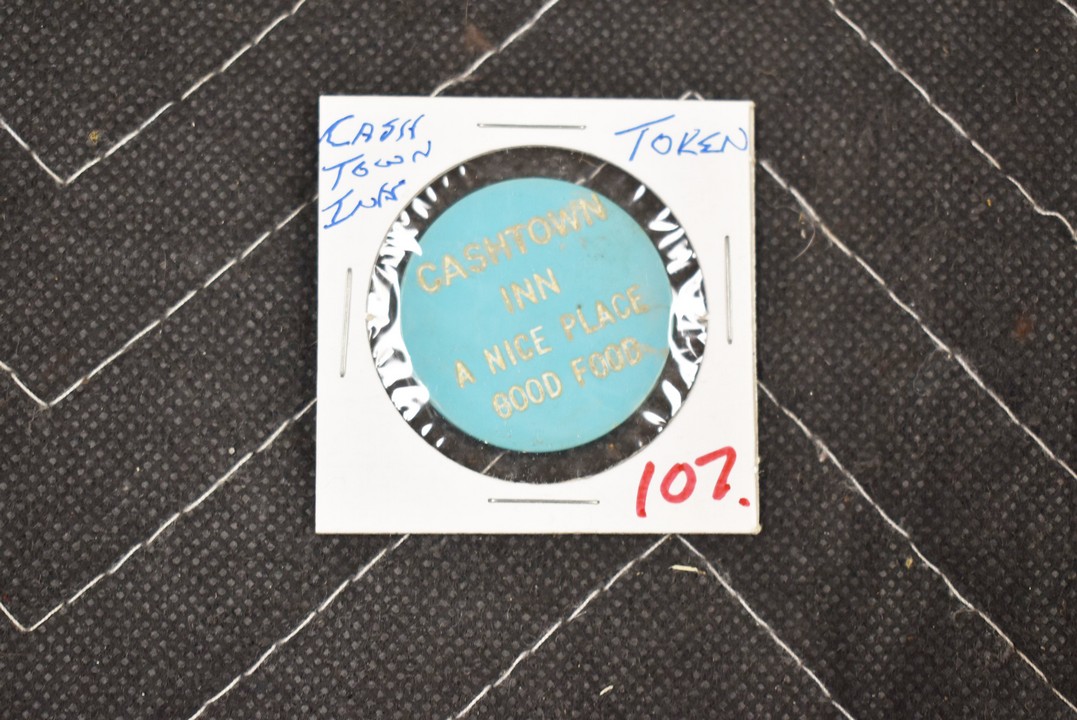 CASH
TOWN
INN
TOKEN
CASHTOWN
INN
A NICE PLACE
GOOD FOOD
107.